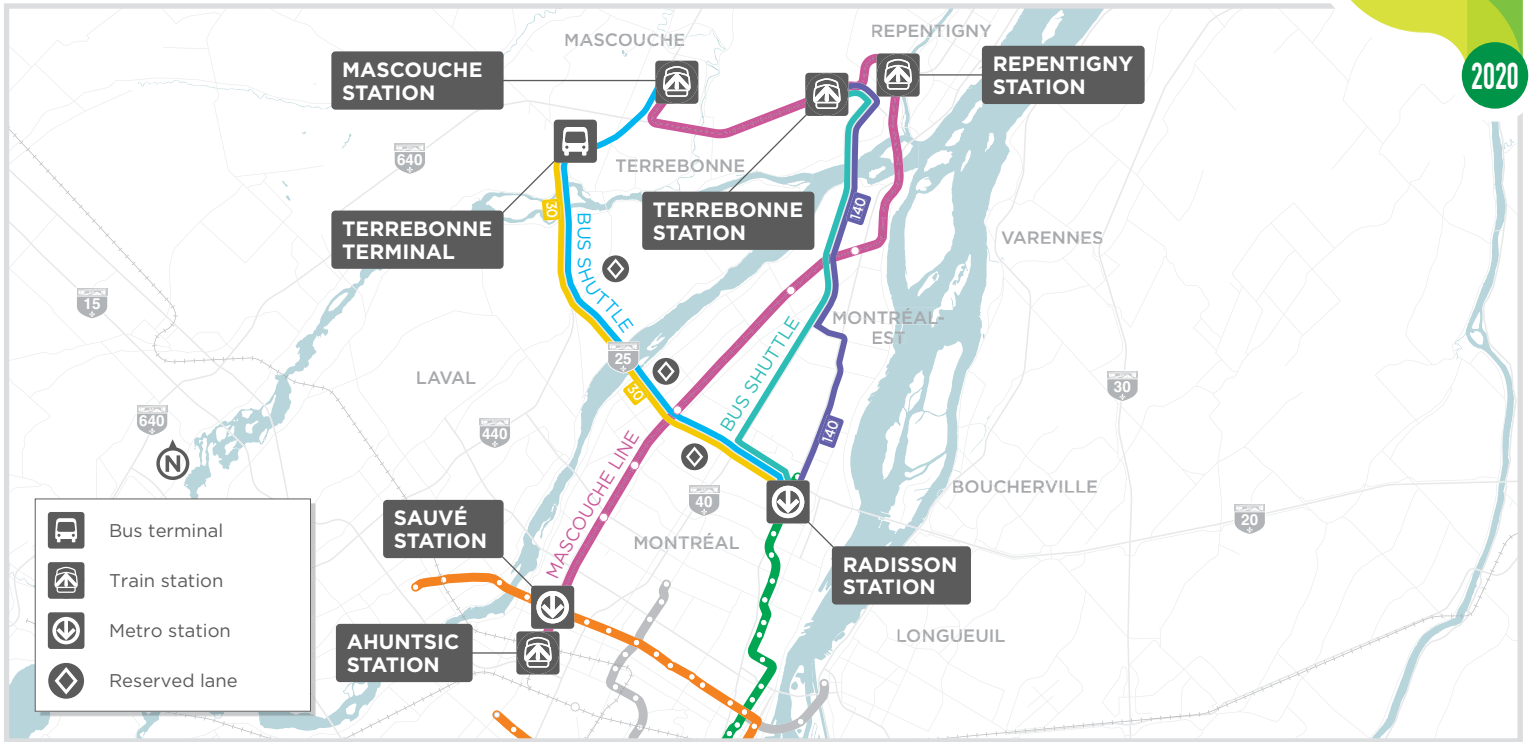 MASCOUCHE
REPENTIGNY
2020
MASCOUCHE
STATION
REPENTIGNY
STATION
640
TERREBONNE
TERREBONNE
STATION
30
140
TERREBONNE
TERMINAL
BUS SHUTTLE
VARENNES
15
MONTRÉAL-
EST
25
BUS SHUTTLE
LAVAL
30
30
640
440
140
N
MASCOUCHE LINE
40
BOUCHERVILLE
20
SAUVÉ
STATION
MONTRÉAL
RADISSON
STATION
AHUNTSIC
STATION
LONGUEUIL
Bus terminal
Train station
Metro station
Reserved lane